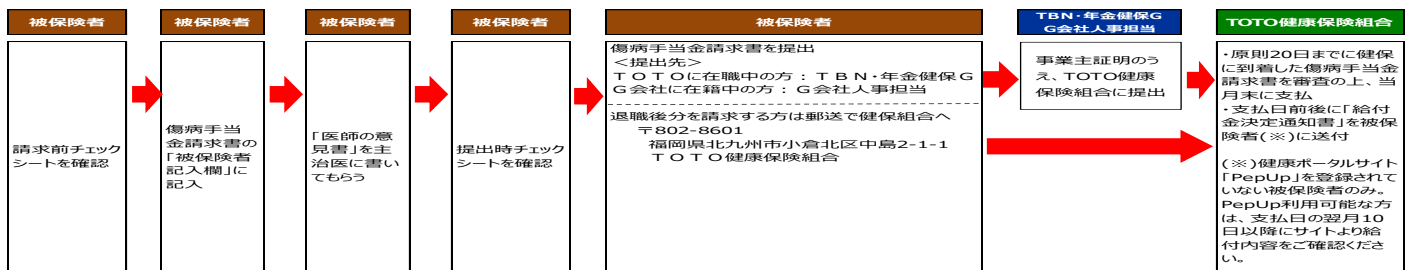 被保険者
請求前チェック
シートを確認
被保険者
傷病手当
金請求書の
「被保険者
記入欄」に
記入
被保険者
「医師の意
見書」を主
治医に書い
てもらう
被保険者
提出時チェック
シートを確認
被保険者
傷病手当金請求書を提出
<提出先>
TOTOに在職中の方:TBN・年金健保G
G会社に在籍中の方:G会社人事担当
退職後分を請求する方は郵送で健保組合へ
〒802-8601
福岡県北九州市小倉北区中島2-1-1
TOTO健康保険組合
TBN・年金健保G
G会社人事担当
事業主証明のう
え、TOTO健康
保険組合に提出
TOTO健康保険組合
・原則20日までに健保
に到着した傷病手当金
請求書を審査の上、当
月末に支払
・支払日前後に「給付
金決定通知書」を被保
険者(※)に送付
(※)健康ポータルサイト
「PepUp」を登録されて
いない被保険者のみ。
PepUp利用可能な方
は、支払日の翌月10
日以降にサイトより給
付内容をご確認くださ
い。